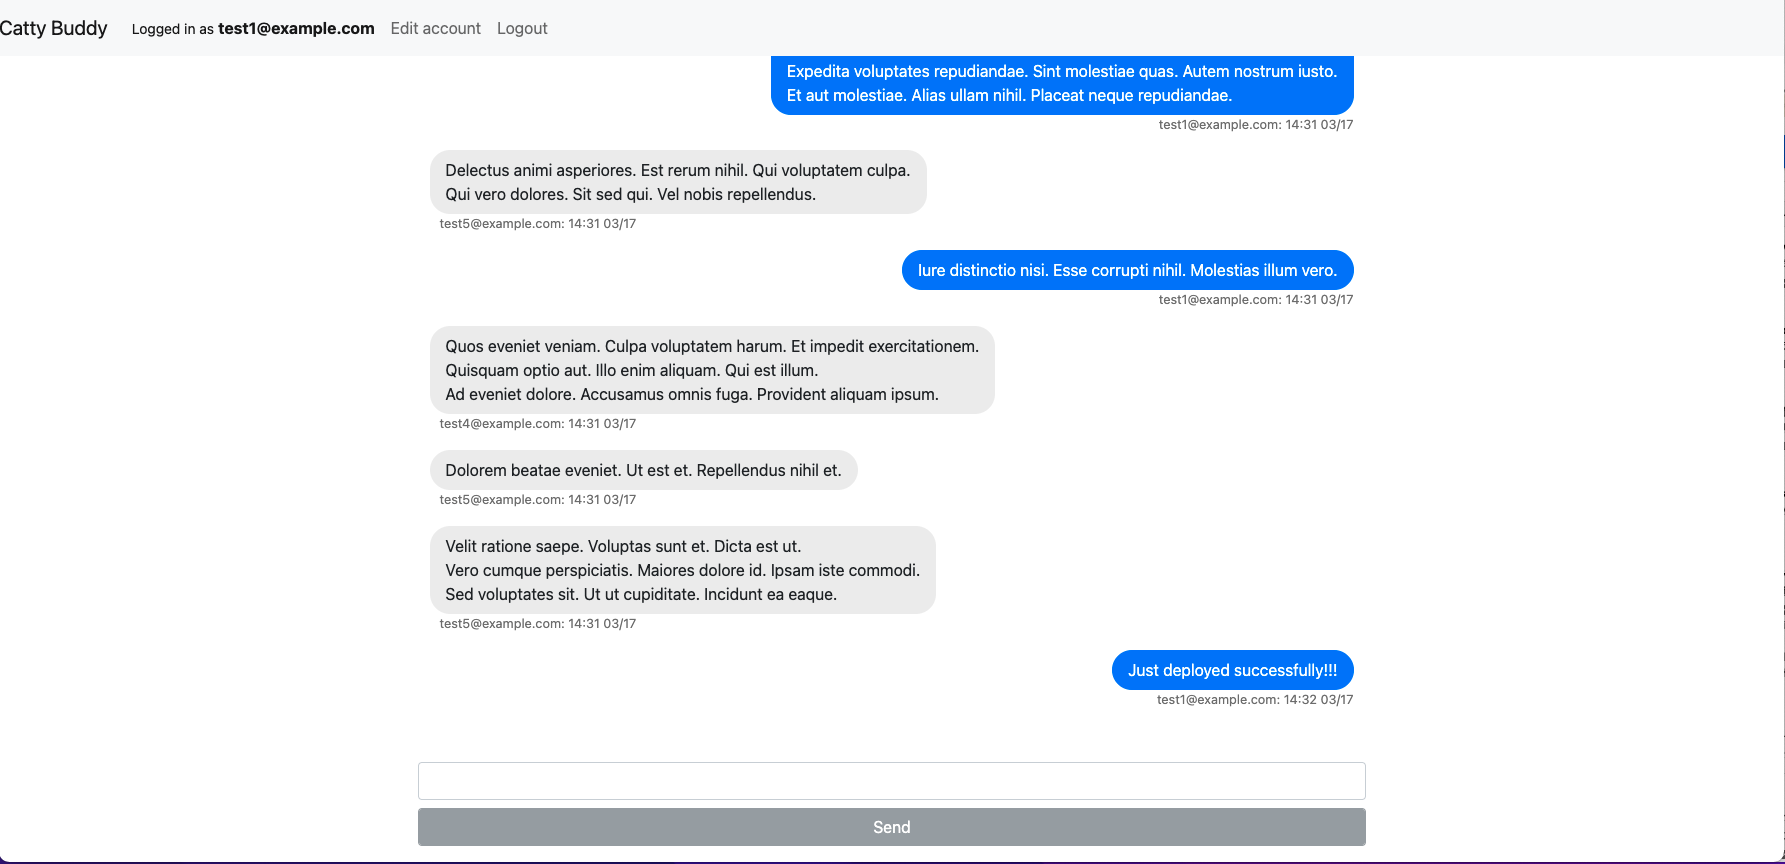 Catty Buddy Logged in as test1@example.com Edit account Logout
Expedita voluptates repudiandae. Sint molestiae quas. Autem nostrum iusto.
Et aut molestiae. Alias ullam nihil. Placeat neque repudiandae.
test1@example.com: 14:31 03/17
Delectus animi asperiores. Est rerum nihil. Qui voluptatem culpa.
Qui vero dolores. Sit sed qui. Vel nobis repellendus.
test5@example.com: 14:31 03/17
Iure distinctio nisi. Esse corrupti nihil. Molestias illum vero.
test1@example.com: 14:31 03/17
Quos eveniet veniam. Culpa voluptatem harum. Et impedit exercitationem.
Quisquam optio aut. Illo enim aliquam. Qui est illum.
Ad eveniet dolore. Accusamus omnis fuga. Provident aliquam ipsum.
test4@example.com: 14:31 03/17
Dolorem beatae eveniet. Ut est et. Repellendus nihil et.
test5@example.com: 14:31 03/17
Velit ratione saepe. Voluptas sunt et. Dicta est ut.
Vero cumque perspiciatis. Maiores dolore id. Ipsam iste commodi.
Sed voluptates sit. Ut ut cupiditate. Incidunt ea eaque.
test5@example.com: 14:31 03/17
Just deployed successfully!!!
test1@example.com: 14:32 03/17
Send